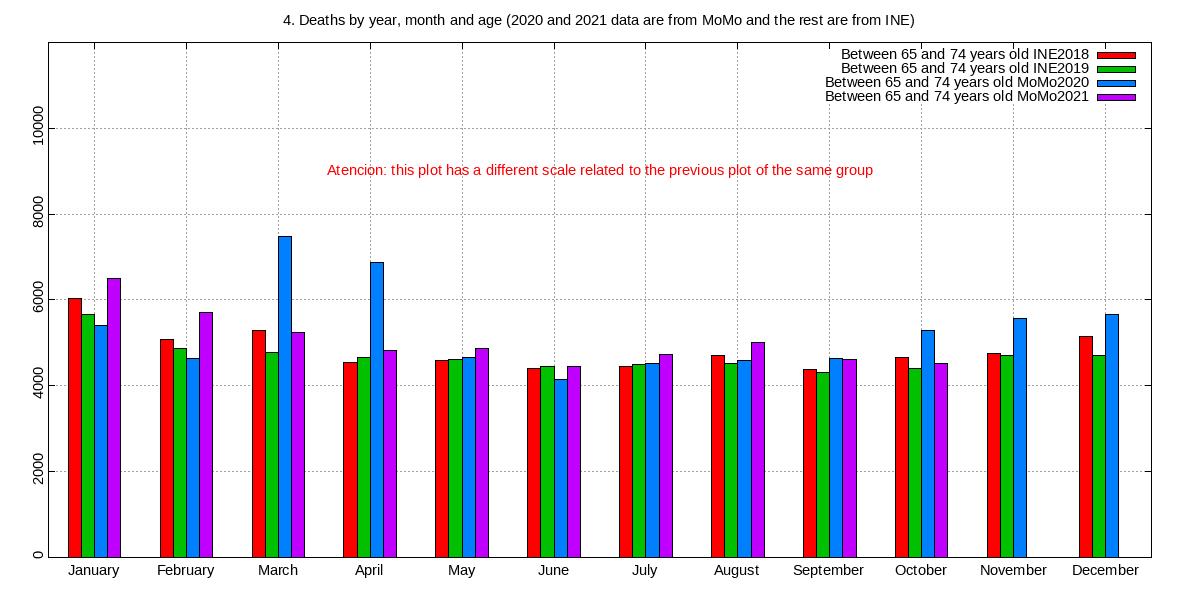 4. Deaths by year, month and age (2020 and 2021 data are from MoMo and the rest are from INE)
Between 65 and 74 years old INE2018
Between 65 and 74 years old INE2019
Between 65 and 74 years old MoMo2020
Between 65 and 74 years old MoMo2021
10000
Atencion: this plot has a different scale related to the previous plot of the same group
8000
6000
4000
2000
0
January February March April May June July August September October November December